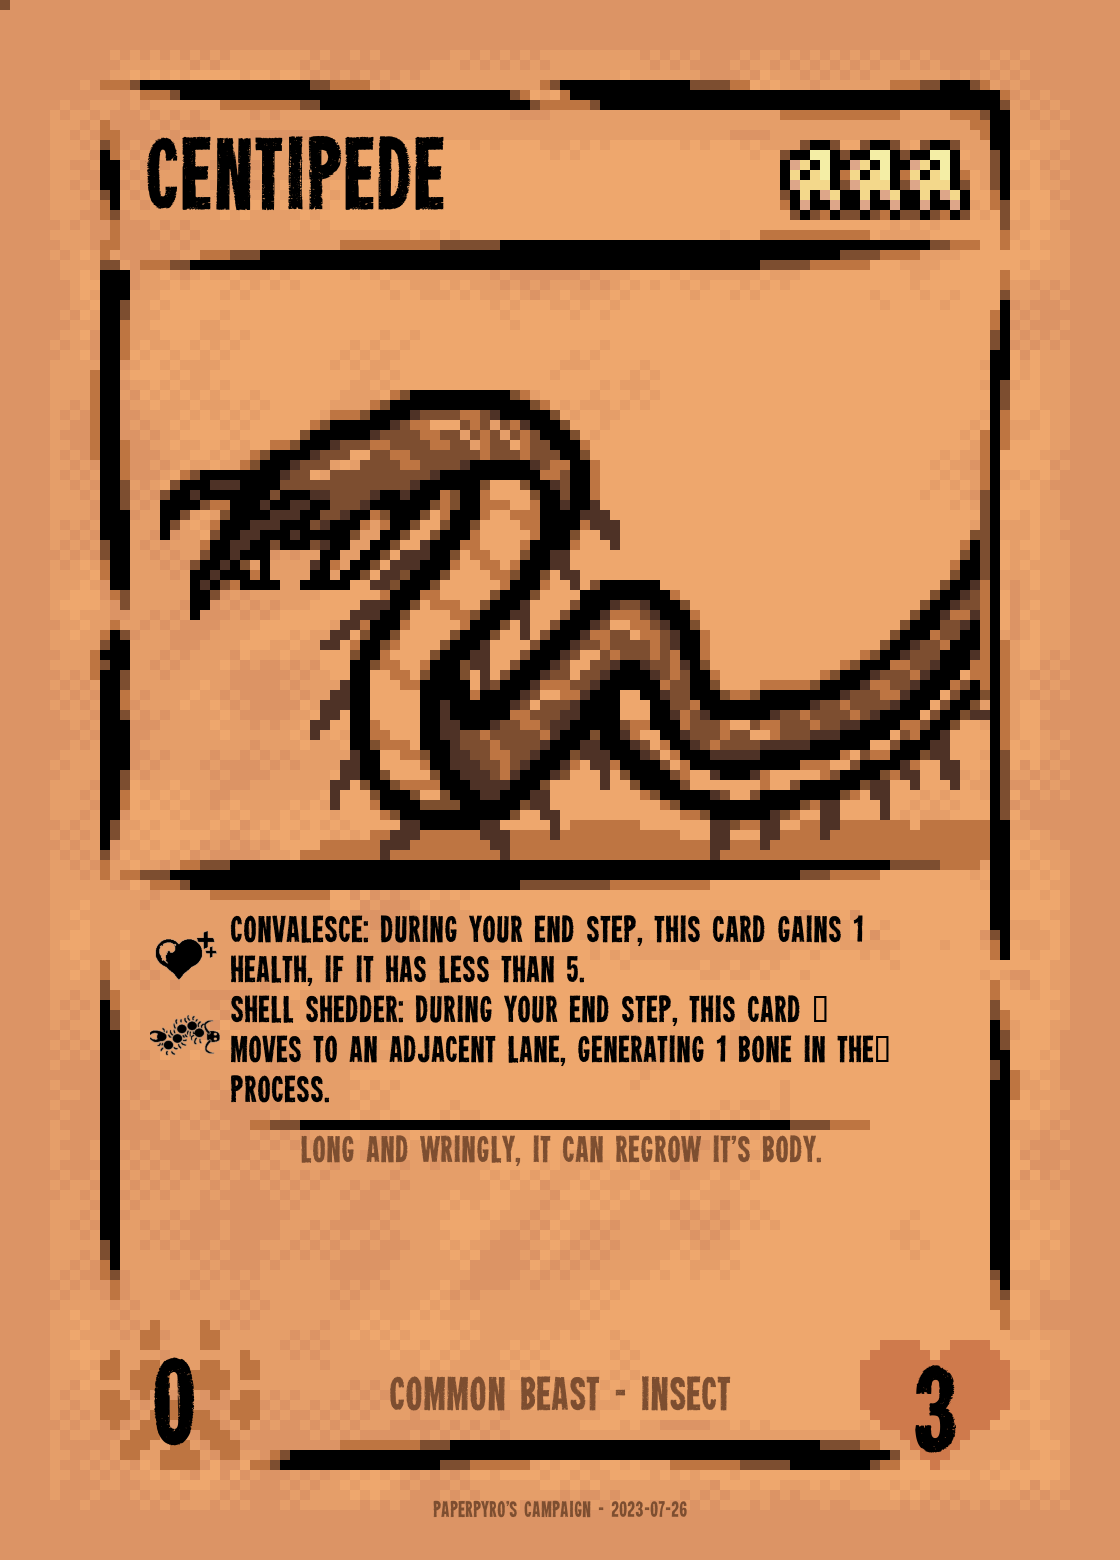 CENTIPEDE
CONVALESCE: DURING YOUR END STEP, THIS CARD GAINS 1
HEALTH, IF IT HAS LESS THAN 5.
SHELL SHEDDER: DURING YOUR END STEP, THIS CARD ▯
MOVES TO AN ADJACENT LANE, GENERATING 1 BONE IN THE▯
PROCESS.
LONG AND WRINGLY, IT CAN REGROW IT'S BODY.
0
COMMON BEAST - INSECT
3
PAPERPYRO'S CAMPAIGN - 2023-07-26